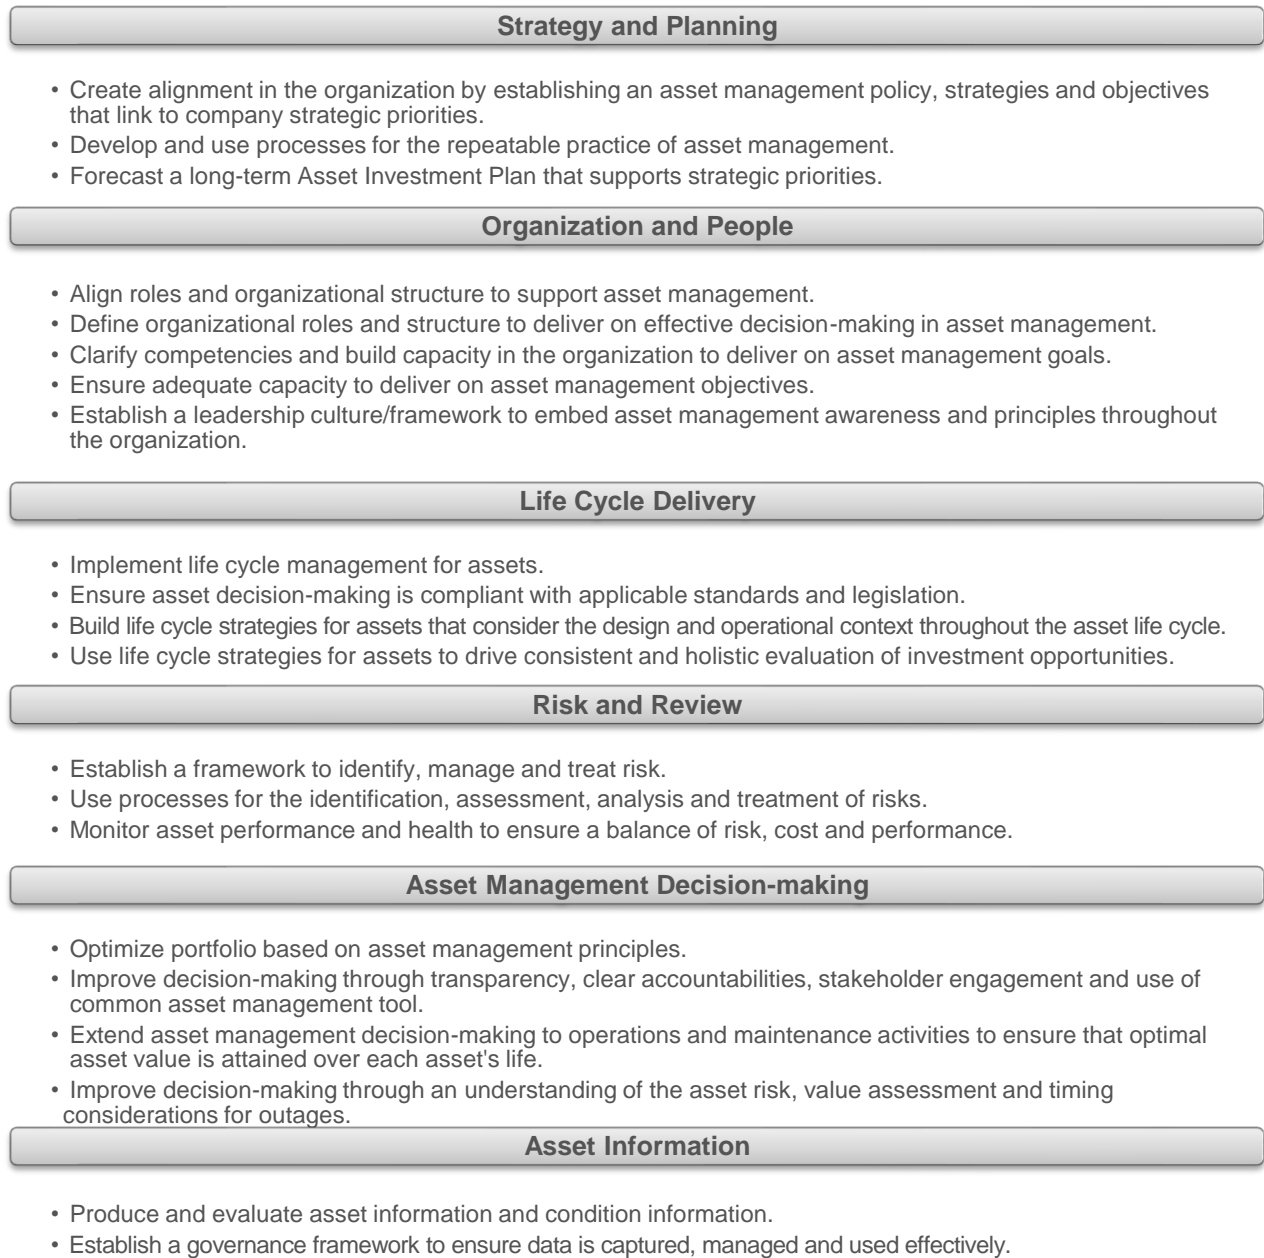 Strategy and Planning
• Create alignment in the organization by establishing an asset management policy, strategies and objectives
that link to company strategic priorities.
• Develop and use processes for the repeatable practice of asset management.
• Forecast a long-term Asset Investment Plan that supports strategic priorities.
Organization and People
• Align roles and organizational structure to support asset management.
• Define organizational roles and structure to deliver on effective decision-making in asset management.
• Clarify competencies and build capacity in the organization to deliver on asset management goals.
• Ensure adequate capacity to deliver on asset management objectives.
• Establish a leadership culture/framework to embed asset management awareness and principles throughout
the organization.
Life Cycle Delivery
• Implement life cycle management for assets.
• Ensure asset decision-making is compliant with applicable standards and legislation.
• Build life cycle strategies for assets that consider the design and operational context throughout the asset life cycle.
• Use life cycle strategies for assets to drive consistent and holistic evaluation of investment opportunities.
Risk and Review
• Establish a framework to identify, manage and treat risk.
• Use processes for the identification, assessment, analysis and treatment of risks.
• Monitor asset performance and health to ensure a balance of risk, cost and performance.
Asset Management Decision-making
• Optimize portfolio based on asset management principles.
• Improve decision-making through transparency, clear accountabilities, stakeholder engagement and use of
common asset management tool.
• Extend asset management decision-making to operations and maintenance activities to ensure that optimal
asset value is attained over each asset's life.
• Improve decision-making through an understanding of the asset risk, value assessment and timing
considerations for outages.
Asset Information
• Produce and evaluate asset information and condition information.
• Establish a governance framework to ensure data is captured, managed and used effectively.